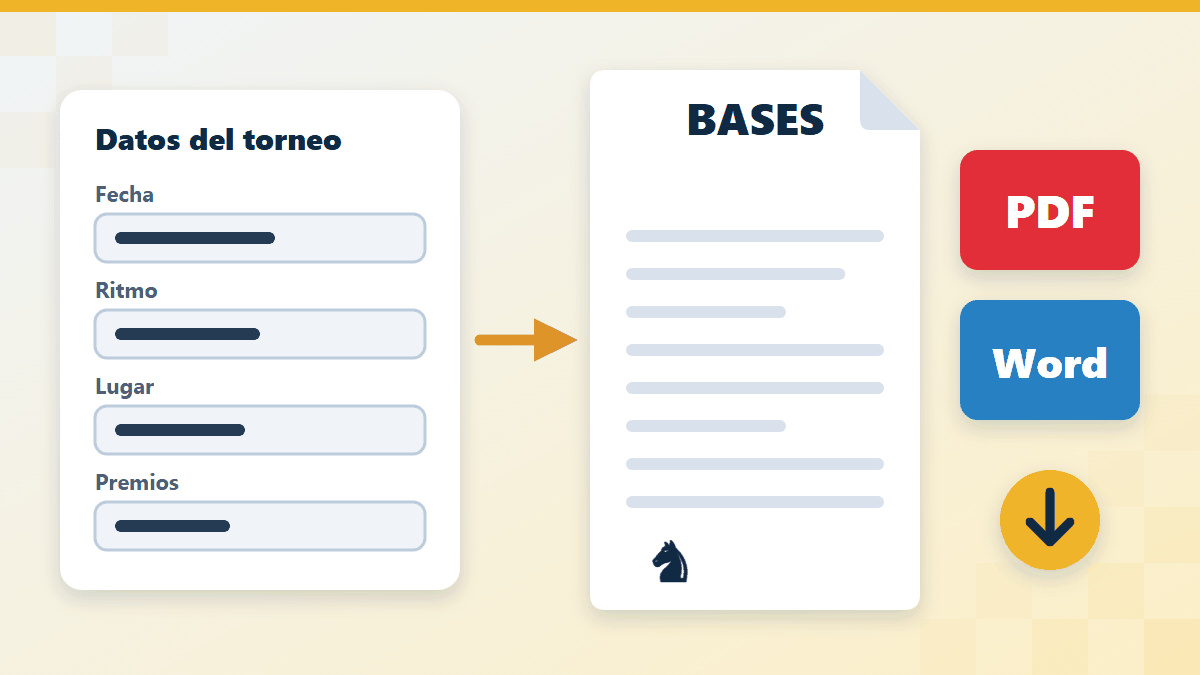 Datos del torneo
Fecha
Ritmo
Lugar
Premios
BASES
PDF
Word